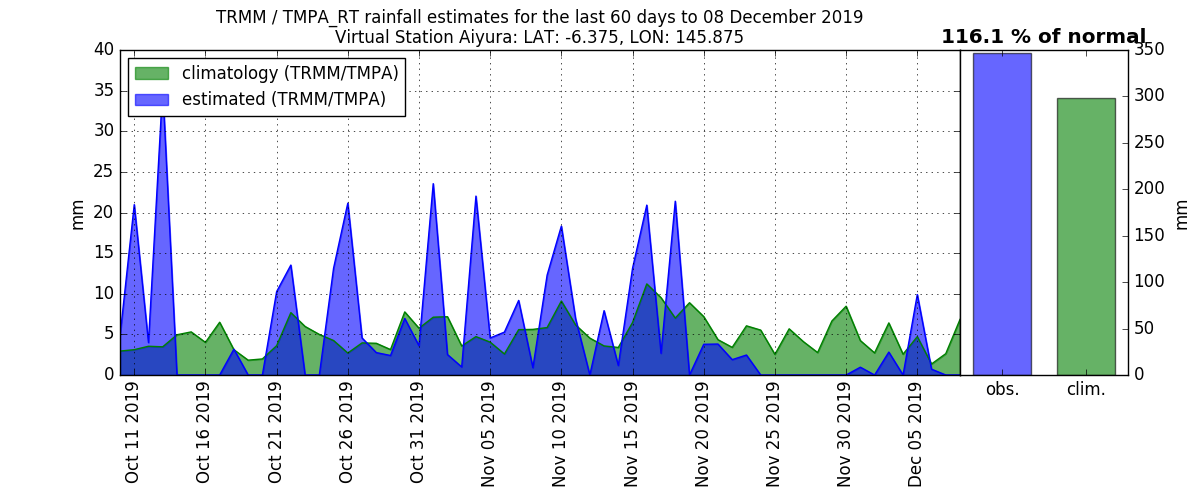 TRMM / TMPA_RT rainfall estimates for the last 60 days to 08 December 2019
Virtual Station Aiyura: LAT: -6.375, LON: 145.875
116.1 % of normal
climatology (TRMM/TMPA)
estimated (TRMM/TMPA)
mm
40
35
30
25
20
15
10
5
0
Oct 11 2019
Oct 16 2019
Oct 21 2019
Oct 26 2019
Oct 31 2019
Nov 05 2019
Nov 10 2019
Nov 15 2019
Nov 20 2019
Nov 25 2019
Nov 30 2019
Dec 05 2019
obs.
clim.
350
300
250
200
150
100
50
0
mm